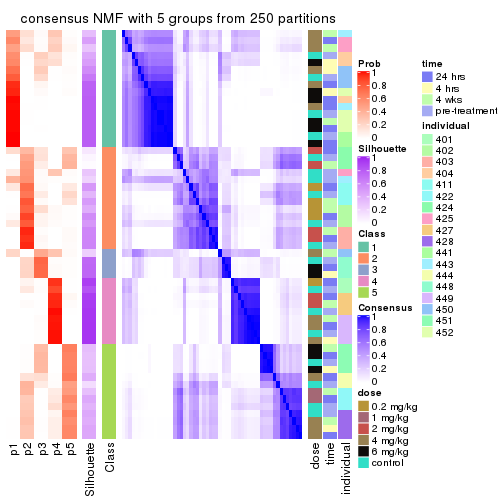 consensus NMF with 5 groups from 250 partitions
Prob
1
0.8
0.6
0.4
0.2
0
Silhouette
1
0.8
0.6
0.4
0.2
0
Class
1
2
3
4
5
Consensus
1
0.8
0.6
0.4
0.2
0
dose
0.2 mg/kg
1 mg/kg
2 mg/kg
4 mg/kg
6 mg/kg
control
time
24 hrs
4 hrs
4 wks
pre-treatment
individual
401
402
403
404
411
422
424
425
427
428
441
443
444
448
449
450
451
452
p1
p2
p3
p4
p5
Silhouette
Class
dose
time
individual